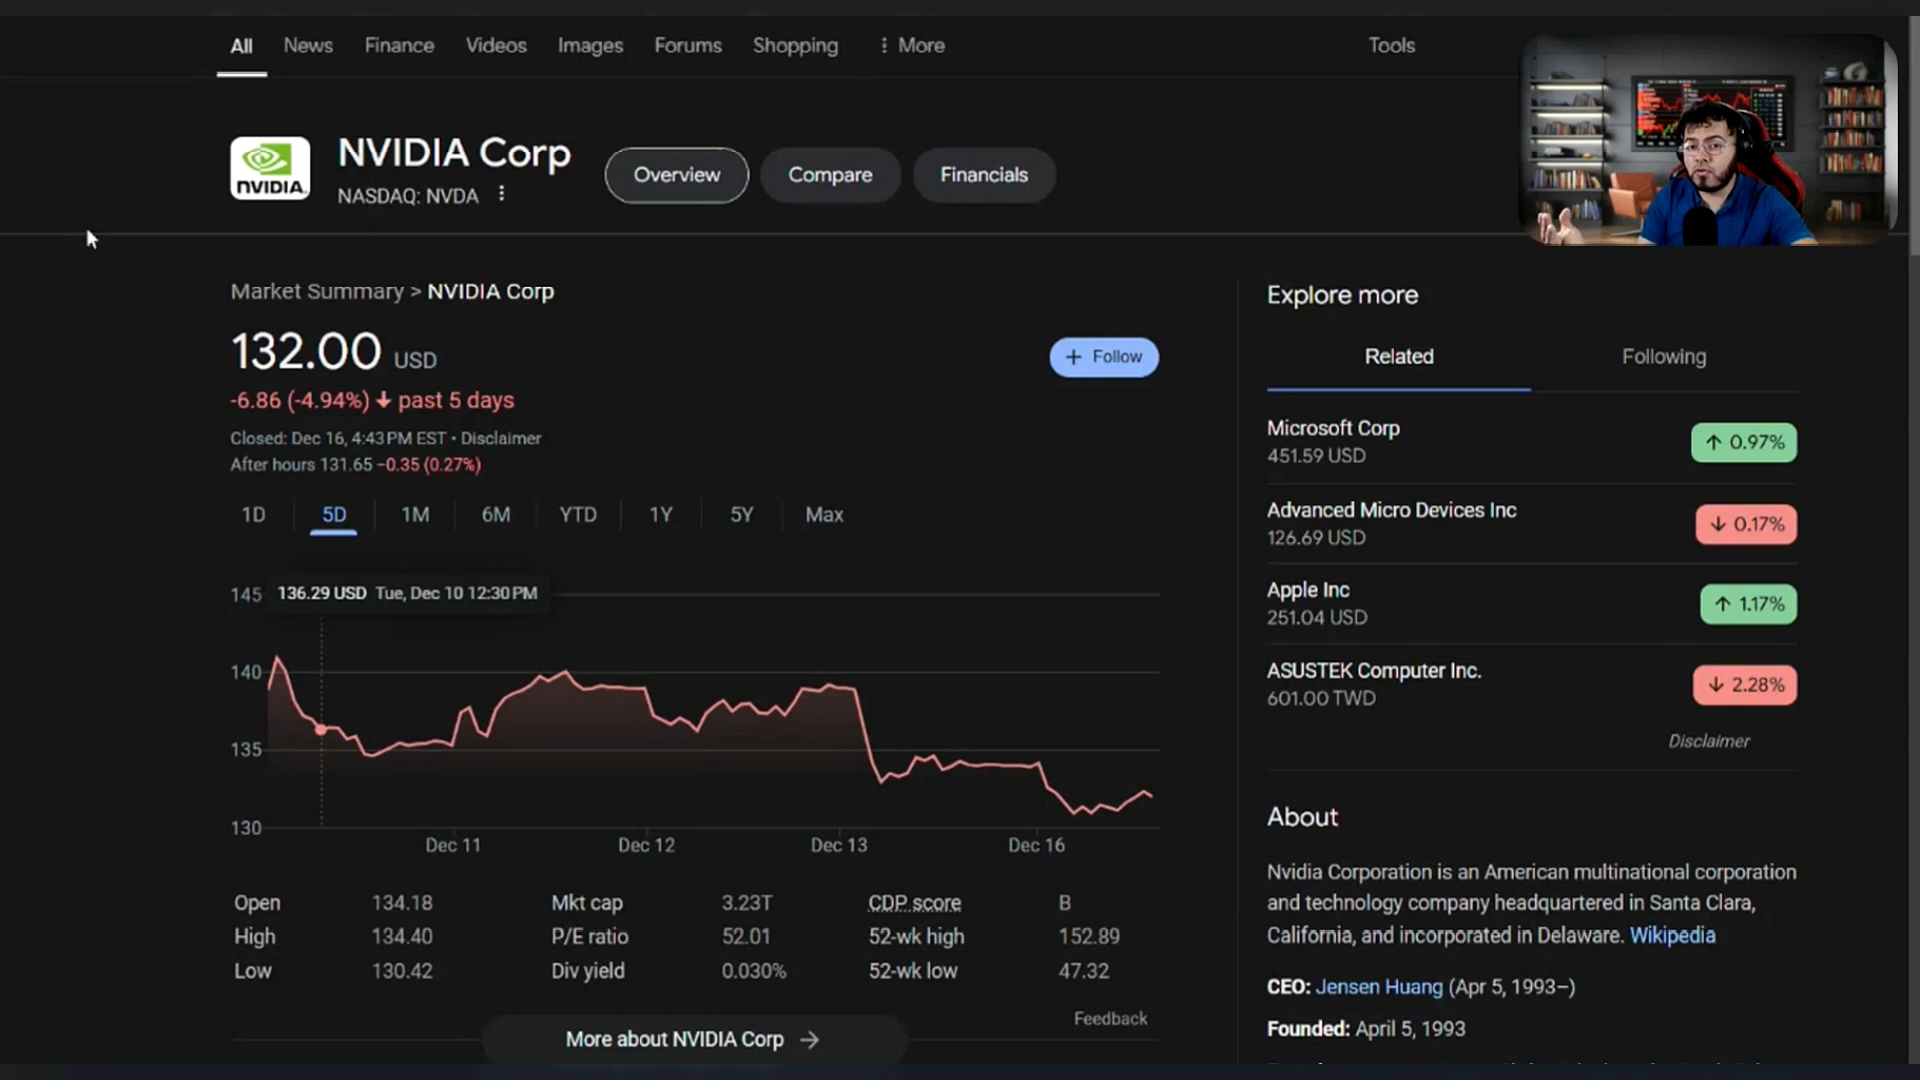 All News Finance Videos Images Forums Shopping More Tools
NVIDIA
NVIDIA Corp
NASDAQ: NVDA
Overview Compare Financials
Market Summary > NVIDIA Corp
132.00 USD
+ Follow
-6.86 (-4.94%) ↓ past 5 days
Closed: Dec 16, 4:43 PM EST • Disclaimer
After hours 131.65 −0.35 (0.27%)
1D 5D 1M 6M YTD 1Y 5Y Max
136.29 USD Tue, Dec 10 12:30 PM
145
140
135
130
Dec 11 Dec 12 Dec 13 Dec 16
Open 134.18 Mkt cap 3.23T CDP score B
High 134.40 P/E ratio 52.01 52-wk high 152.89
Low 130.42 Div yield 0.030% 52-wk low 47.32
Feedback
More about NVIDIA Corp →
Explore more
Related Following
Microsoft Corp
451.59 USD
↑ 0.97%
Advanced Micro Devices Inc
126.69 USD
↓ 0.17%
Apple Inc
251.04 USD
↑ 1.17%
ASUSTEK Computer Inc.
601.00 TWD
↓ 2.28%
Disclaimer
About
Nvidia Corporation is an American multinational corporation
and technology company headquartered in Santa Clara,
California, and incorporated in Delaware. Wikipedia
CEO: Jensen Huang (Apr 5, 1993–)
Founded: April 5, 1993